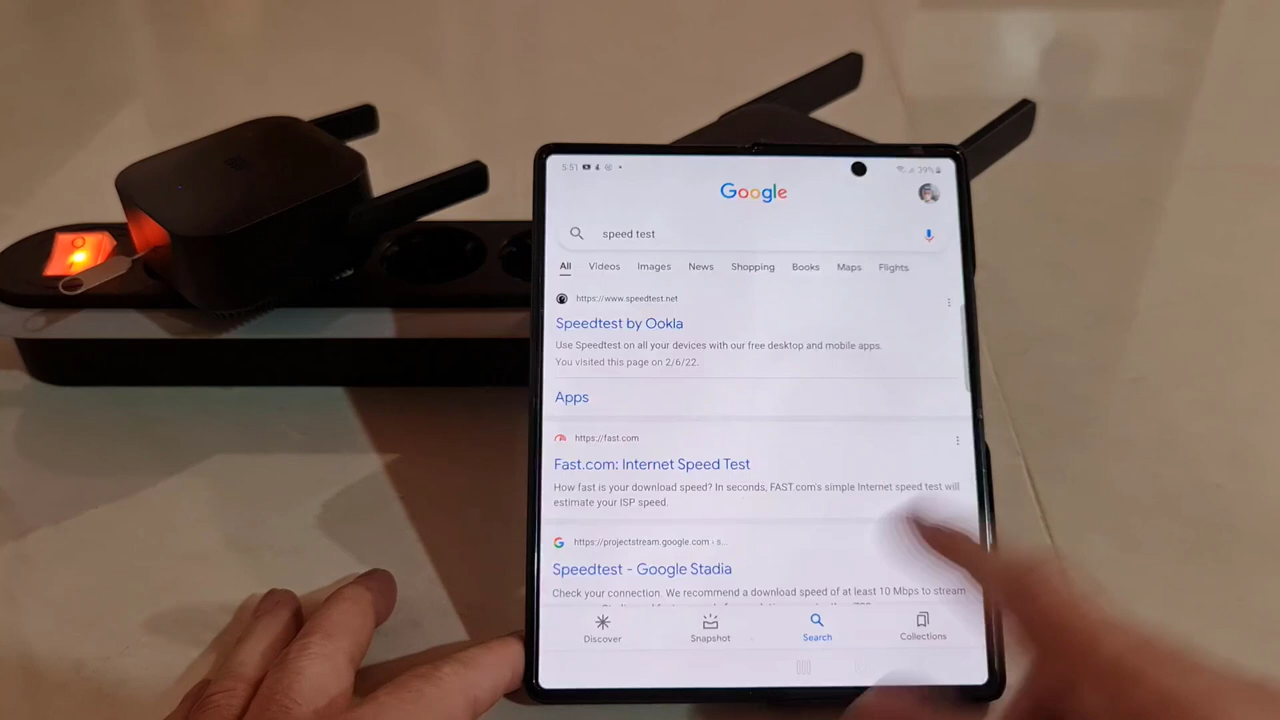 5:51
39%
Google
speed test
All Videos Images News Shopping Books Maps Flights
https://www.speedtest.net
Speedtest by Ookla
Use Speedtest on all your devices with our free desktop and mobile apps.
You visited this page on 2/6/22.
Apps
https://fast.com
Fast.com: Internet Speed Test
How fast is your download speed? In seconds, FAST.com's simple Internet speed test will
estimate your ISP speed.
https://projectstream.google.com › s...
Speedtest - Google Stadia
Check your connection. We recommend a download speed of at least 10 Mbps to stream
Discover Snapshot Search Collections